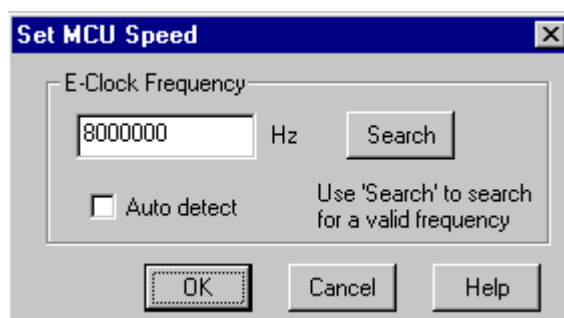 Set MCU Speed
E-Clock Frequency
8000000 Hz Search
Auto detect
Use 'Search' to search
for a valid frequency
OK Cancel Help